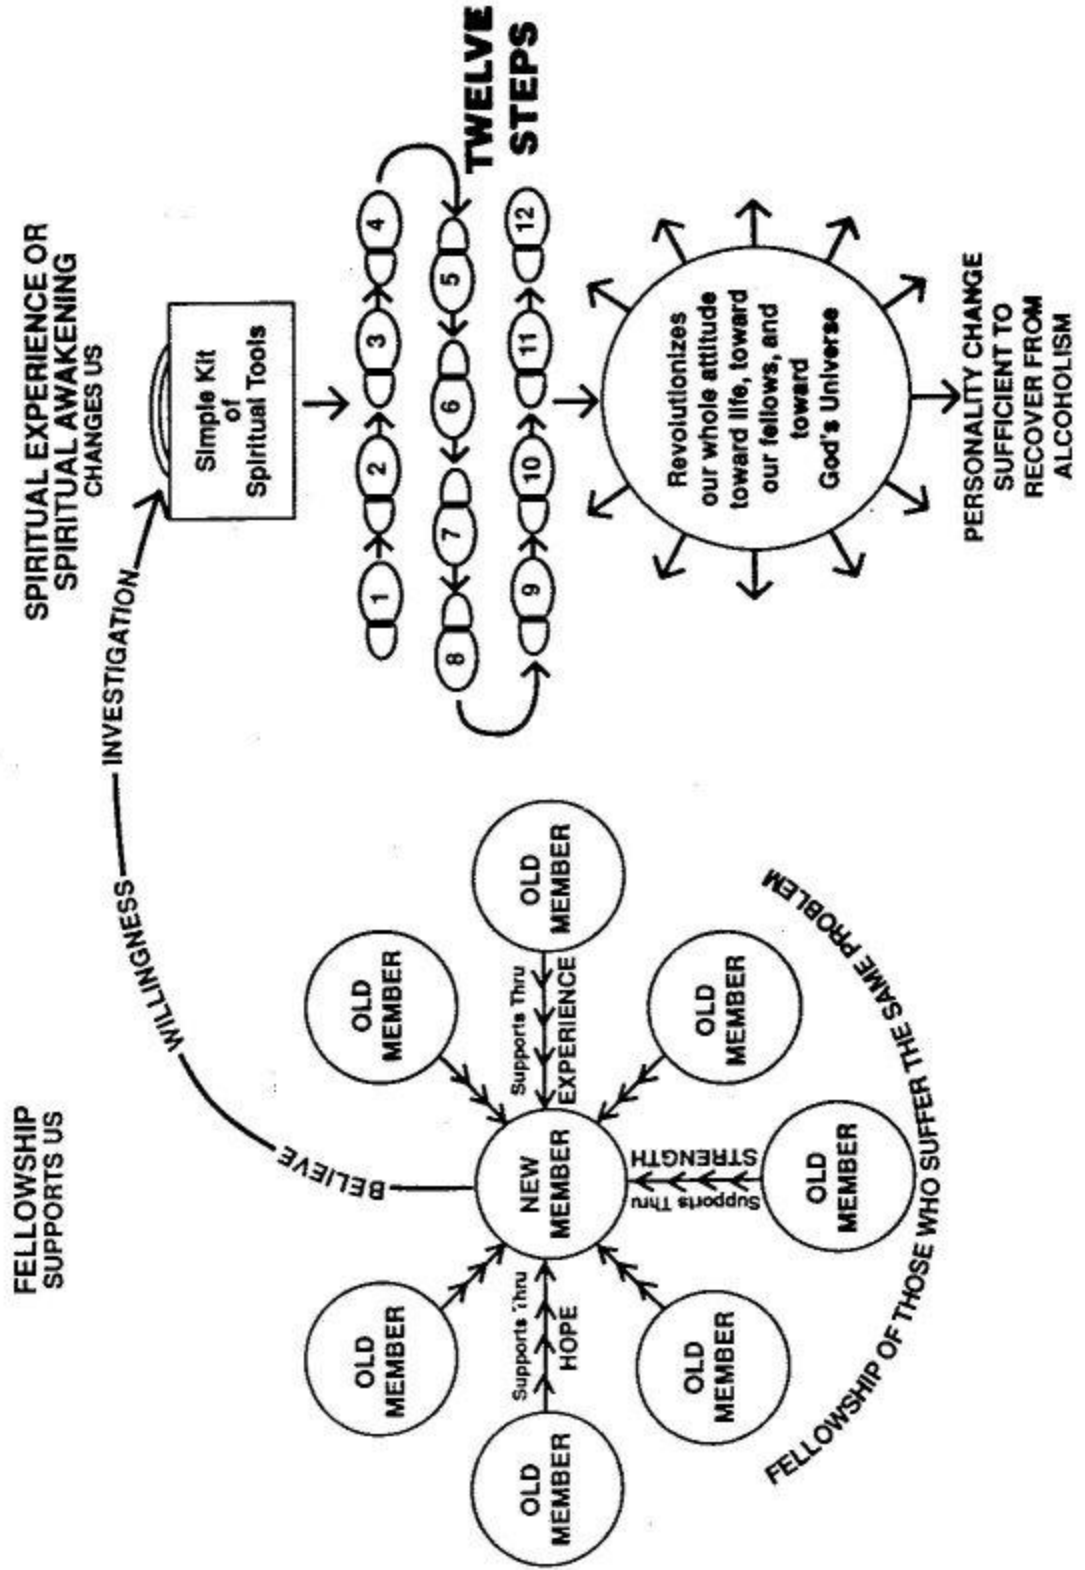 FELLOWSHIP
SUPPORTS US
BELIEVE
WILLINGNESS
INVESTIGATION
OLD
MEMBER
OLD
MEMBER
OLD
MEMBER
Supports Thru
HOPE
NEW
MEMBER
Supports Thru
EXPERIENCE
OLD
MEMBER
Supports Thru
STRENGTH
OLD
MEMBER
OLD
MEMBER
OLD
MEMBER
FELLOWSHIP OF THOSE WHO SUFFER THE SAME PROBLEM
SPIRITUAL EXPERIENCE OR
SPIRITUAL AWAKENING
CHANGES US
Simple Kit
of
Spiritual Tools
1 2 3 4
8 7 6 5
9 10 11 12
TWELVE
STEPS
Revolutionizes
our whole attitude
toward life, toward
our fellows, and
toward
God's Universe
PERSONALITY CHANGE
SUFFICIENT TO
RECOVER FROM
ALCOHOLISM